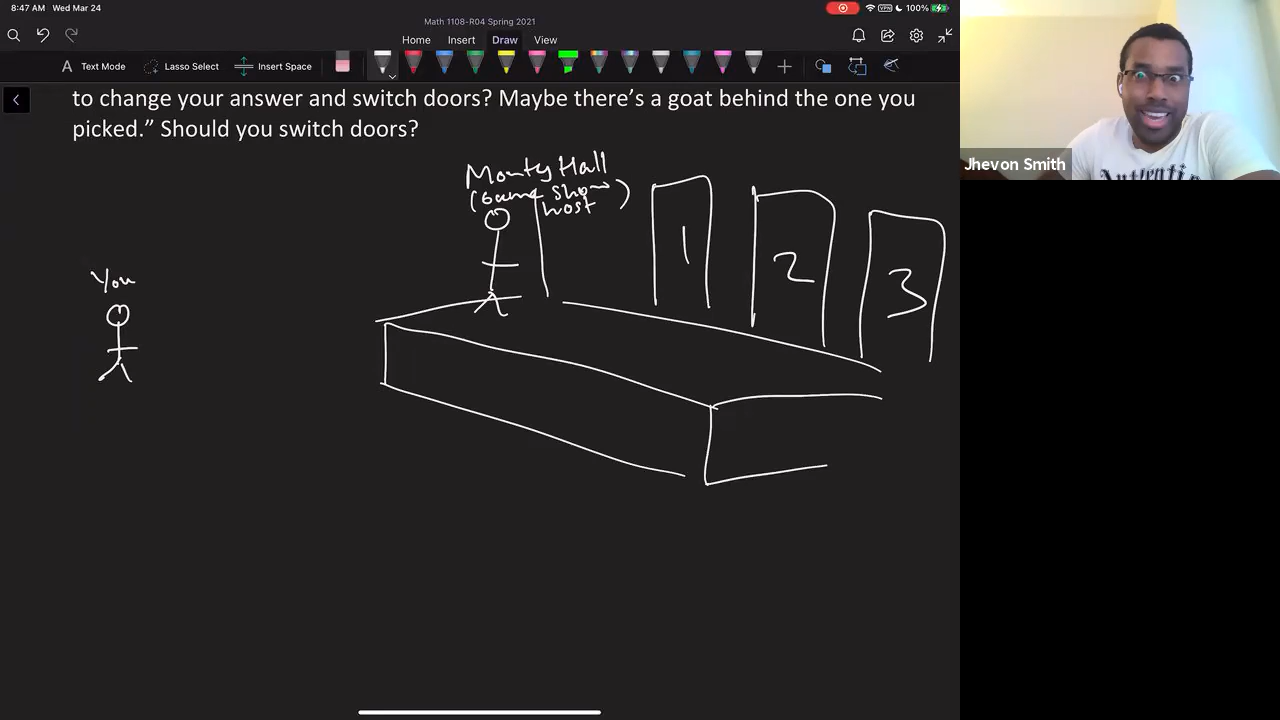 8:47 AM Wed Mar 24
VPN 100%
Math 1108-R04 Spring 2021
Home Insert Draw View
Text Mode Lasso Select Insert Space
to change your answer and switch doors? Maybe there's a goat behind the one you
picked.” Should you switch doors?
Monty Hall
(Game show
host)
1 2 3
You
Jhevon Smith
Authentic